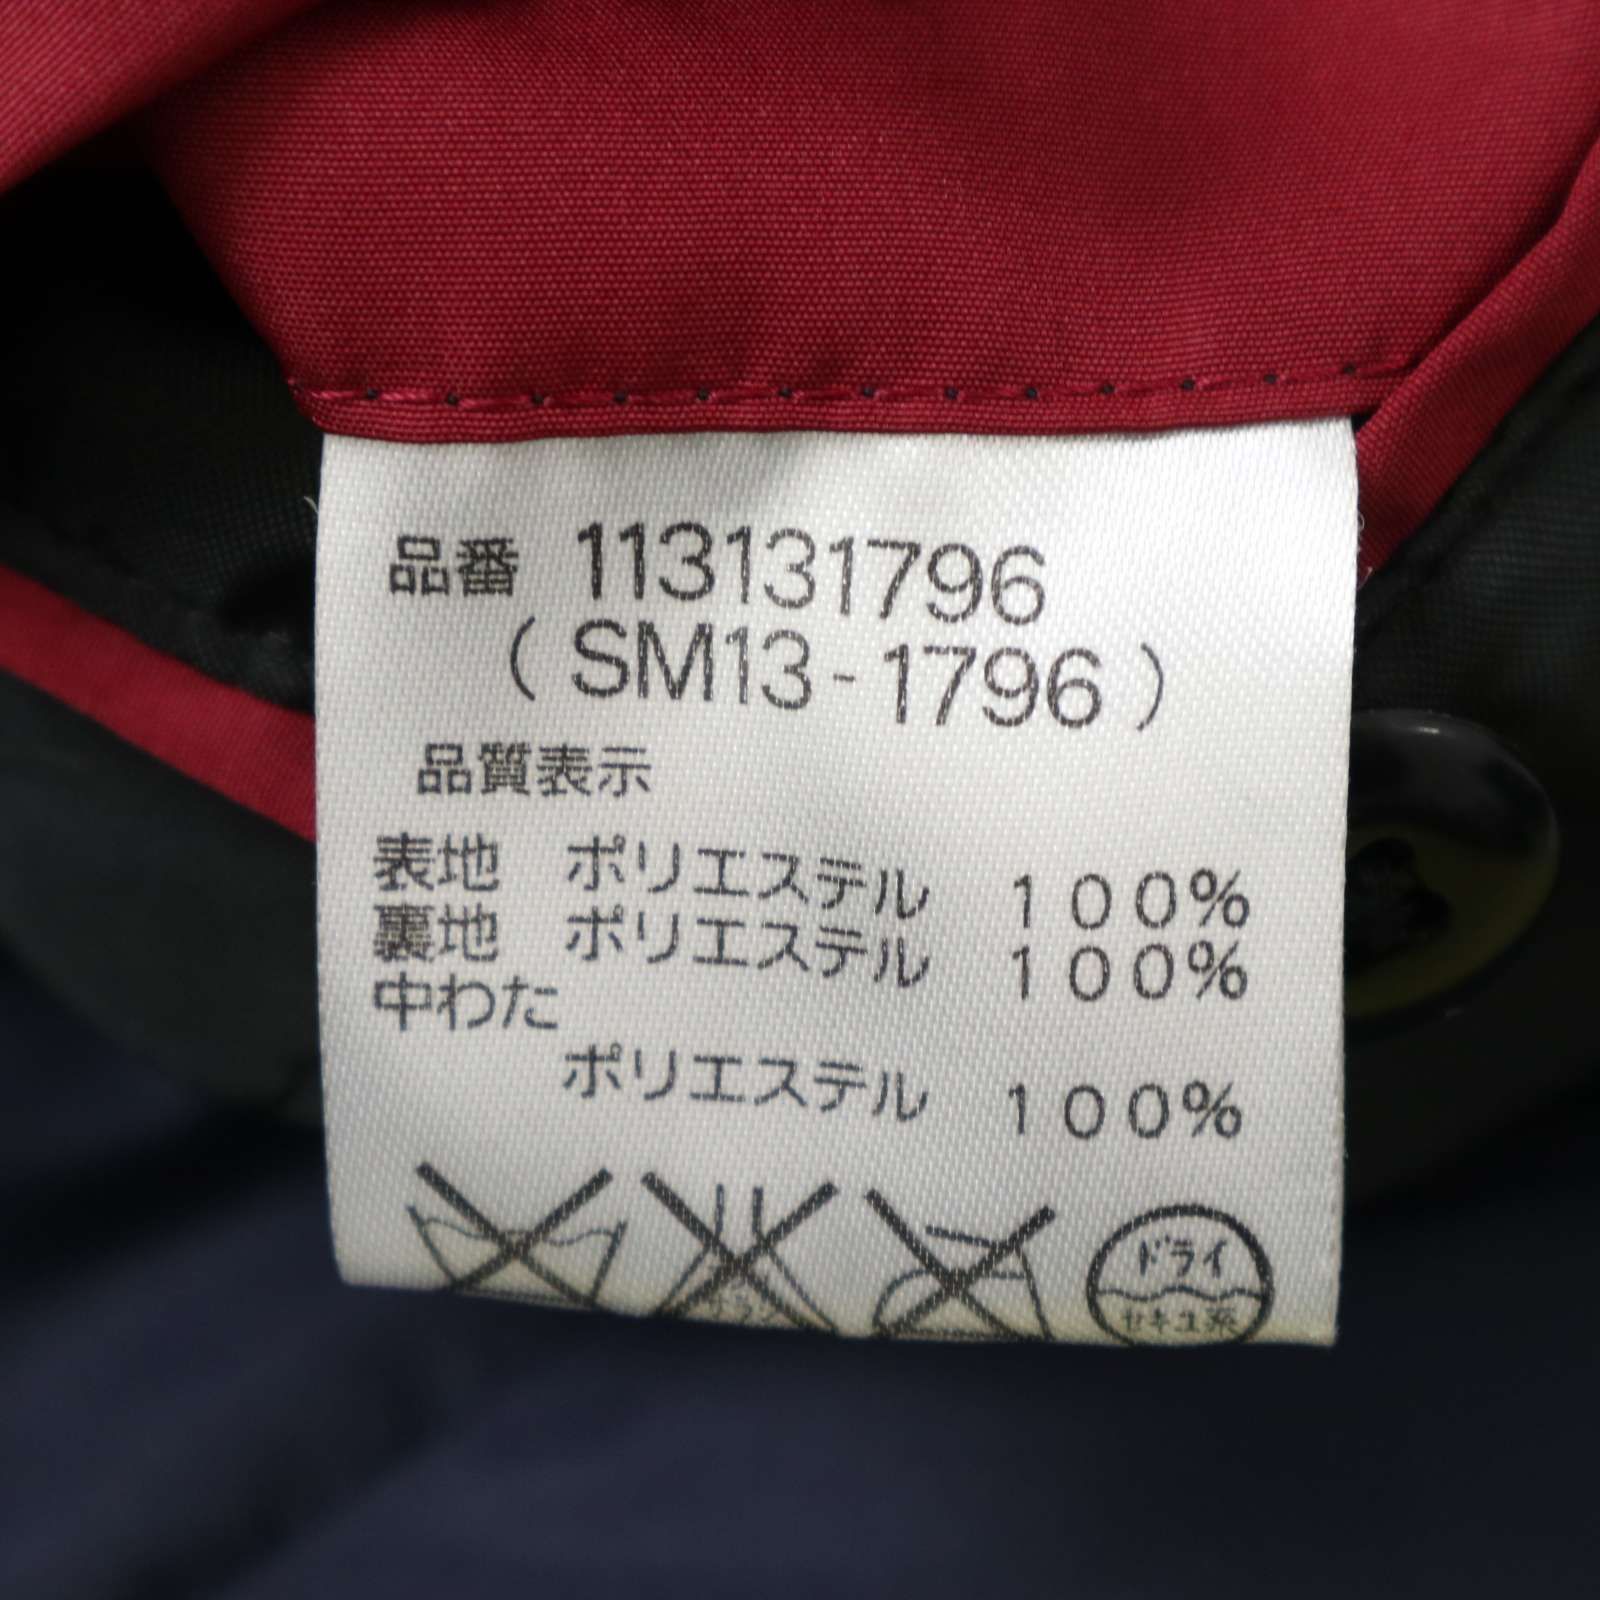 品番 113131796
(SM13-1796)
品質表示
表地 ポリエステル 100%
裏地 ポリエステル 100%
中わた
ポリエステル 100%
ドライ
セキユ系